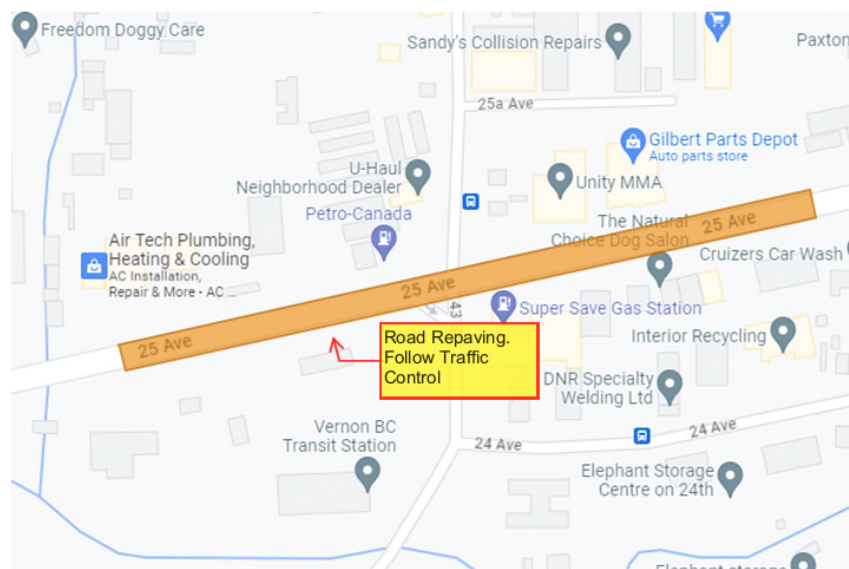 Freedom Doggy Care
Sandy's Collision Repairs
Paxton
25a Ave
Gilbert Parts Depot
Auto parts store
U-Haul
Neighborhood Dealer
Unity MMA
Petro-Canada
The Natural
Choice Dog Salon
25 Ave
Air Tech Plumbing,
Heating & Cooling
AC Installation,
Repair & More - AC ...
Cruizers Car Wash
25 Ave
43
Super Save Gas Station
25 Ave
Road Repaving.
Follow Traffic
Control
Interior Recycling
DNR Specialty
Welding Ltd
Vernon BC
Transit Station
24 Ave
24 Ave
Elephant Storage
Centre on 24th
Elephant storage